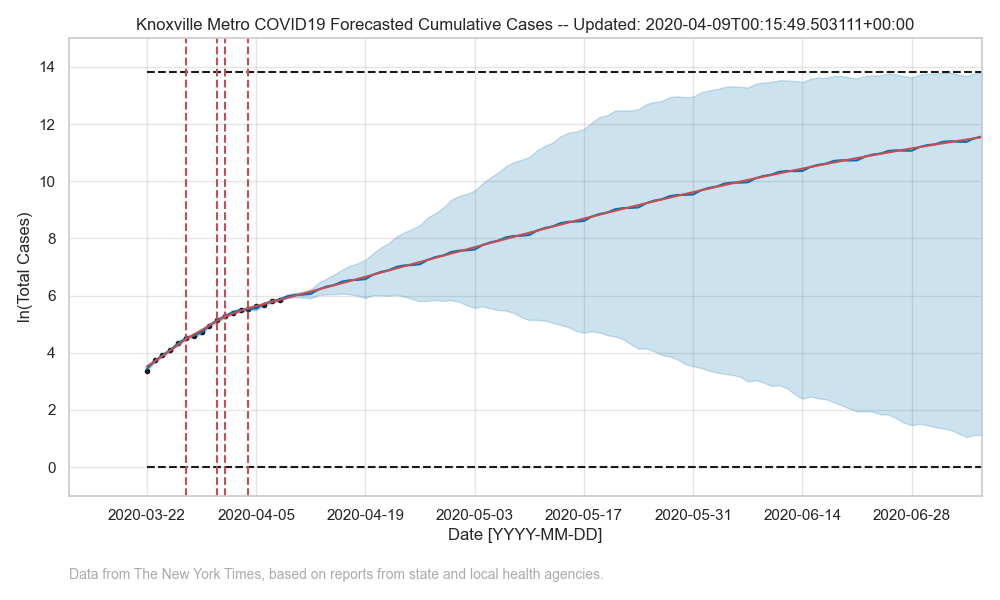 Knoxville Metro COVID19 Forecasted Cumulative Cases -- Updated: 2020-04-09T00:15:49.503111+00:00
ln(Total Cases)
14
12
10
8
6
4
2
0
2020-03-22 2020-04-05 2020-04-19 2020-05-03 2020-05-17 2020-05-31 2020-06-14 2020-06-28
Date [YYYY-MM-DD]
Data from The New York Times, based on reports from state and local health agencies.